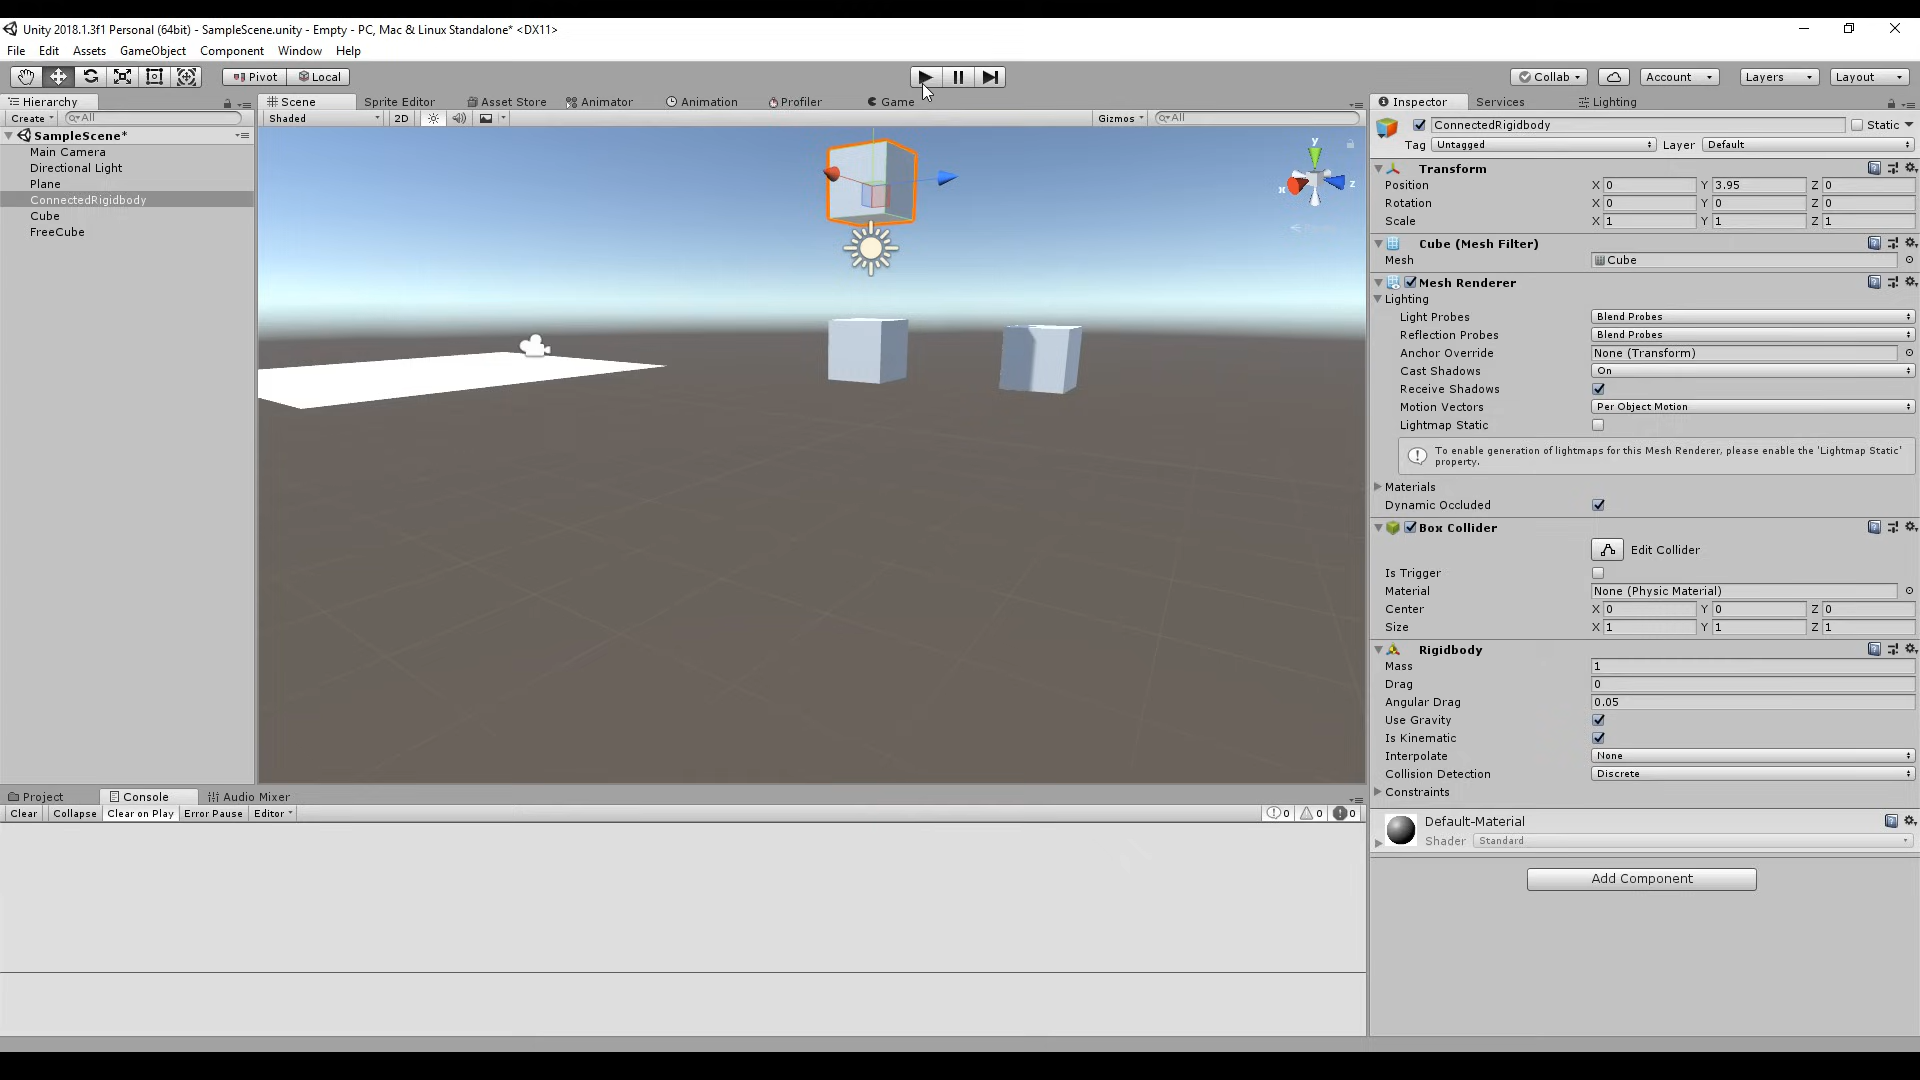 Unity 2018.1.3f1 Personal (64bit) - SampleScene.unity - Empty - PC, Mac & Linux Standalone* <DX11>
File Edit Assets GameObject Component Window Help
Pivot Local Collab Account Layers Layout
Hierarchy Scene Sprite Editor Asset Store Animator Animation Profiler Game Inspector Services Lighting
Create All Shaded 2D Gizmos All
ConnectedRigidbody Static
SampleScene*
Tag Untagged Layer Default
Main Camera
Directional Light
Plane
ConnectedRigidbody
Cube
FreeCube
y
x
z
Transform
Position X 0 Y 3.95 Z 0
Rotation X 0 Y 0 Z 0
Scale X 1 Y 1 Z 1
Cube (Mesh Filter)
Mesh Cube
Mesh Renderer
Lighting
Light Probes Blend Probes
Reflection Probes Blend Probes
Anchor Override None (Transform)
Cast Shadows On
Receive Shadows
Motion Vectors Per Object Motion
Lightmap Static
To enable generation of lightmaps for this Mesh Renderer, please enable the 'Lightmap Static'
property.
Materials
Dynamic Occluded
Box Collider
Edit Collider
Is Trigger
Material None (Physic Material)
Center X 0 Y 0 Z 0
Size X 1 Y 1 Z 1
Rigidbody
Mass 1
Drag 0
Angular Drag 0.05
Use Gravity
Is Kinematic
Interpolate None
Collision Detection Discrete
Constraints
Default-Material
Shader Standard
Add Component
Project Console Audio Mixer
Clear Collapse Clear on Play Error Pause Editor 0 0 0